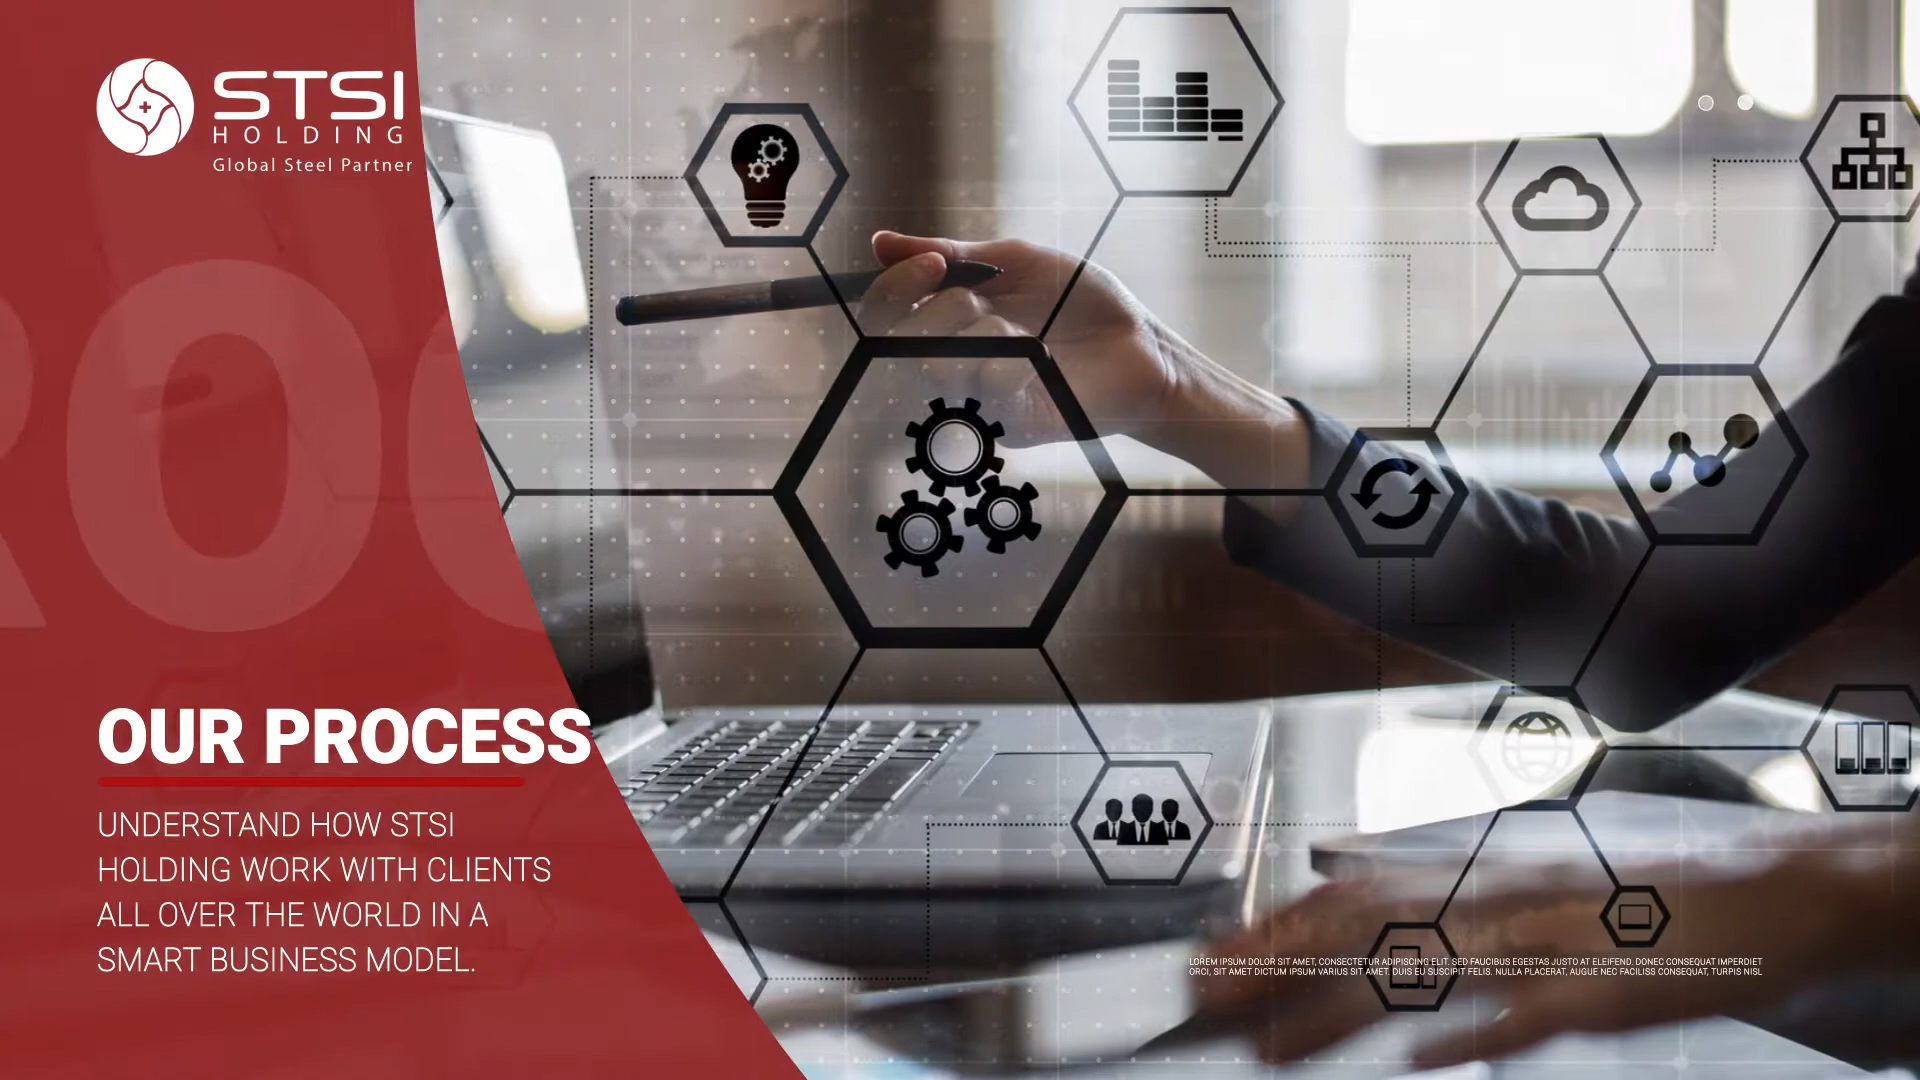 STSI
HOLDING
Global Steel Partner
ROC
OUR PROCESS
UNDERSTAND HOW STSI
HOLDING WORK WITH CLIENTS
ALL OVER THE WORLD IN A
SMART BUSINESS MODEL.
LOREM IPSUM DOLOR SIT AMET, CONSECTETUR ADIPISCING ELIT. SED FAUCIBUS EGESTAS JUSTO AT ELEIFEND. DONEC CONSEQUAT IMPERDIET
ORCI, SIT AMET DICTUM IPSUM VARIUS SIT AMET. DUIS EU SUSCIPIT FELIS. NULLA PLACERAT, AUGUE NEC FACILISS CONSEQUAT, TURPIS NISL